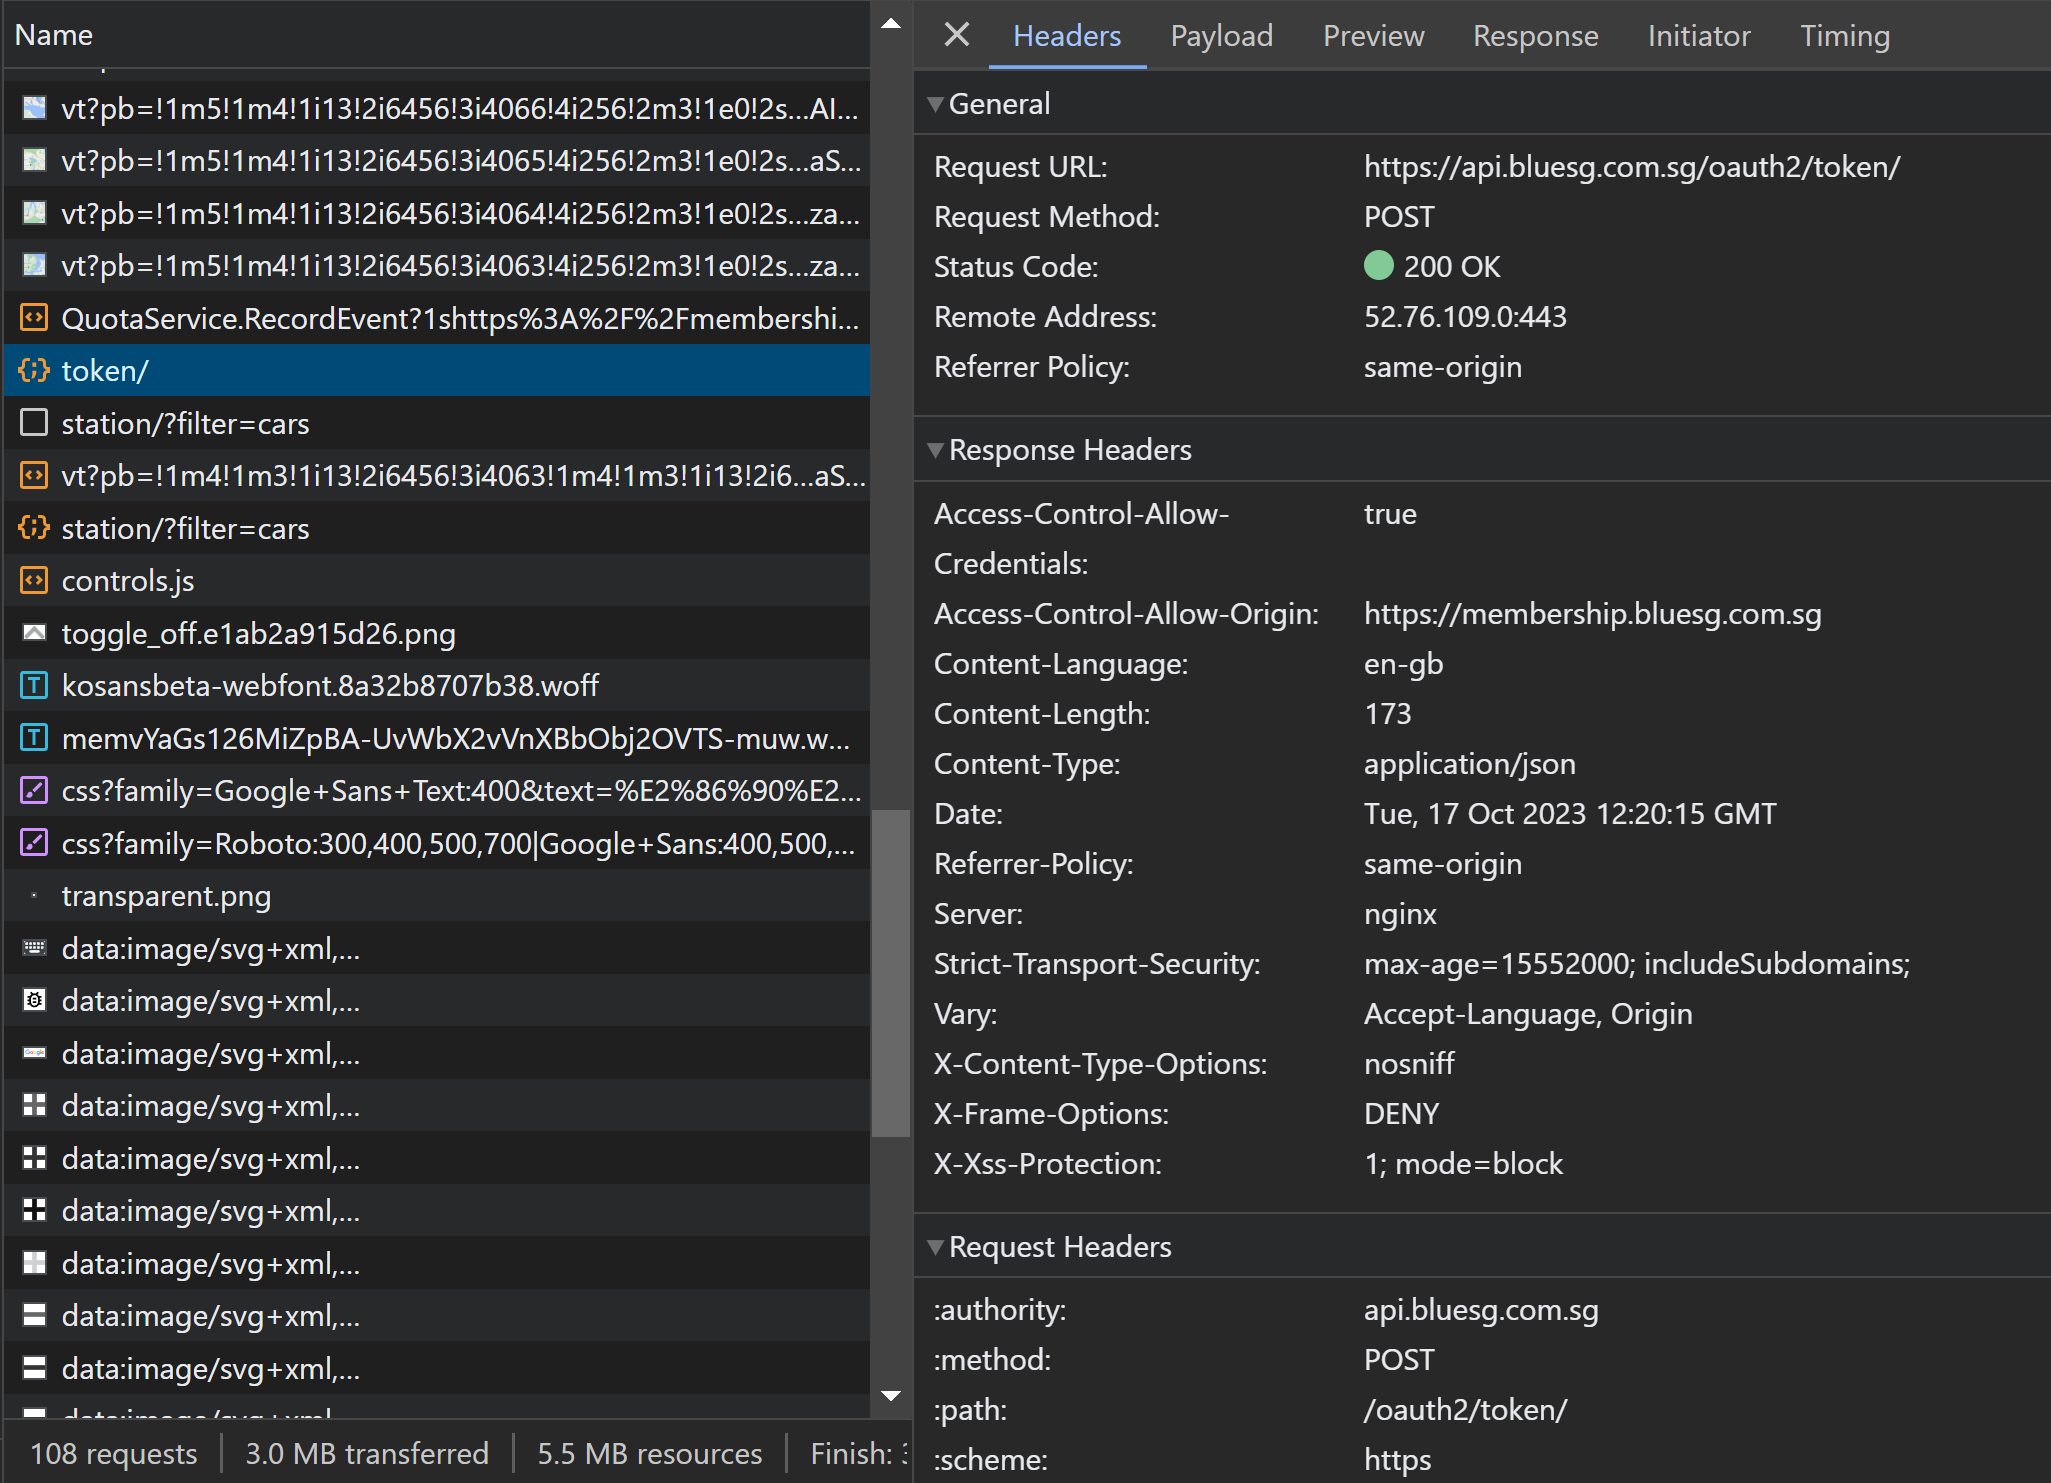 Name
vt?pb=!1m5!1m4!1i13!2i6456!3i4066!4i256!2m3!1e0!2s...AI...
vt?pb=!1m5!1m4!1i13!2i6456!3i4065!4i256!2m3!1e0!2s...aS...
vt?pb=!1m5!1m4!1i13!2i6456!3i4064!4i256!2m3!1e0!2s...za...
vt?pb=!1m5!1m4!1i13!2i6456!3i4063!4i256!2m3!1e0!2s...za...
QuotaService.RecordEvent?1shttps%3A%2F%2Fmembershi...
token/
station/?filter=cars
vt?pb=!1m4!1m3!1i13!2i6456!3i4063!1m4!1m3!1i13!2i6...aS...
station/?filter=cars
controls.js
toggle_off.e1ab2a915d26.png
kosansbeta-webfont.8a32b8707b38.woff
memvYaGs126MiZpBA-UvWbX2vVnXBbObj2OVTS-muw.w...
css?family=Google+Sans+Text:400&text=%E2%86%90%E2...
css?family=Roboto:300,400,500,700|Google+Sans:400,500,...
transparent.png
data:image/svg+xml,...
data:image/svg+xml,...
data:image/svg+xml,...
data:image/svg+xml,...
data:image/svg+xml,...
data:image/svg+xml,...
data:image/svg+xml,...
data:image/svg+xml,...
data:image/svg+xml,...
108 requests 3.0 MB transferred 5.5 MB resources Finish:
Headers Payload Preview Response Initiator Timing
General
Request URL: https://api.bluesg.com.sg/oauth2/token/
Request Method: POST
Status Code: 200 OK
Remote Address: 52.76.109.0:443
Referrer Policy: same-origin
Response Headers
Access-Control-Allow- true
Credentials:
Access-Control-Allow-Origin: https://membership.bluesg.com.sg
Content-Language: en-gb
Content-Length: 173
Content-Type: application/json
Date: Tue, 17 Oct 2023 12:20:15 GMT
Referrer-Policy: same-origin
Server: nginx
Strict-Transport-Security: max-age=15552000; includeSubdomains;
Vary: Accept-Language, Origin
X-Content-Type-Options: nosniff
X-Frame-Options: DENY
X-Xss-Protection: 1; mode=block
Request Headers
:authority: api.bluesg.com.sg
:method: POST
:path: /oauth2/token/
:scheme: https